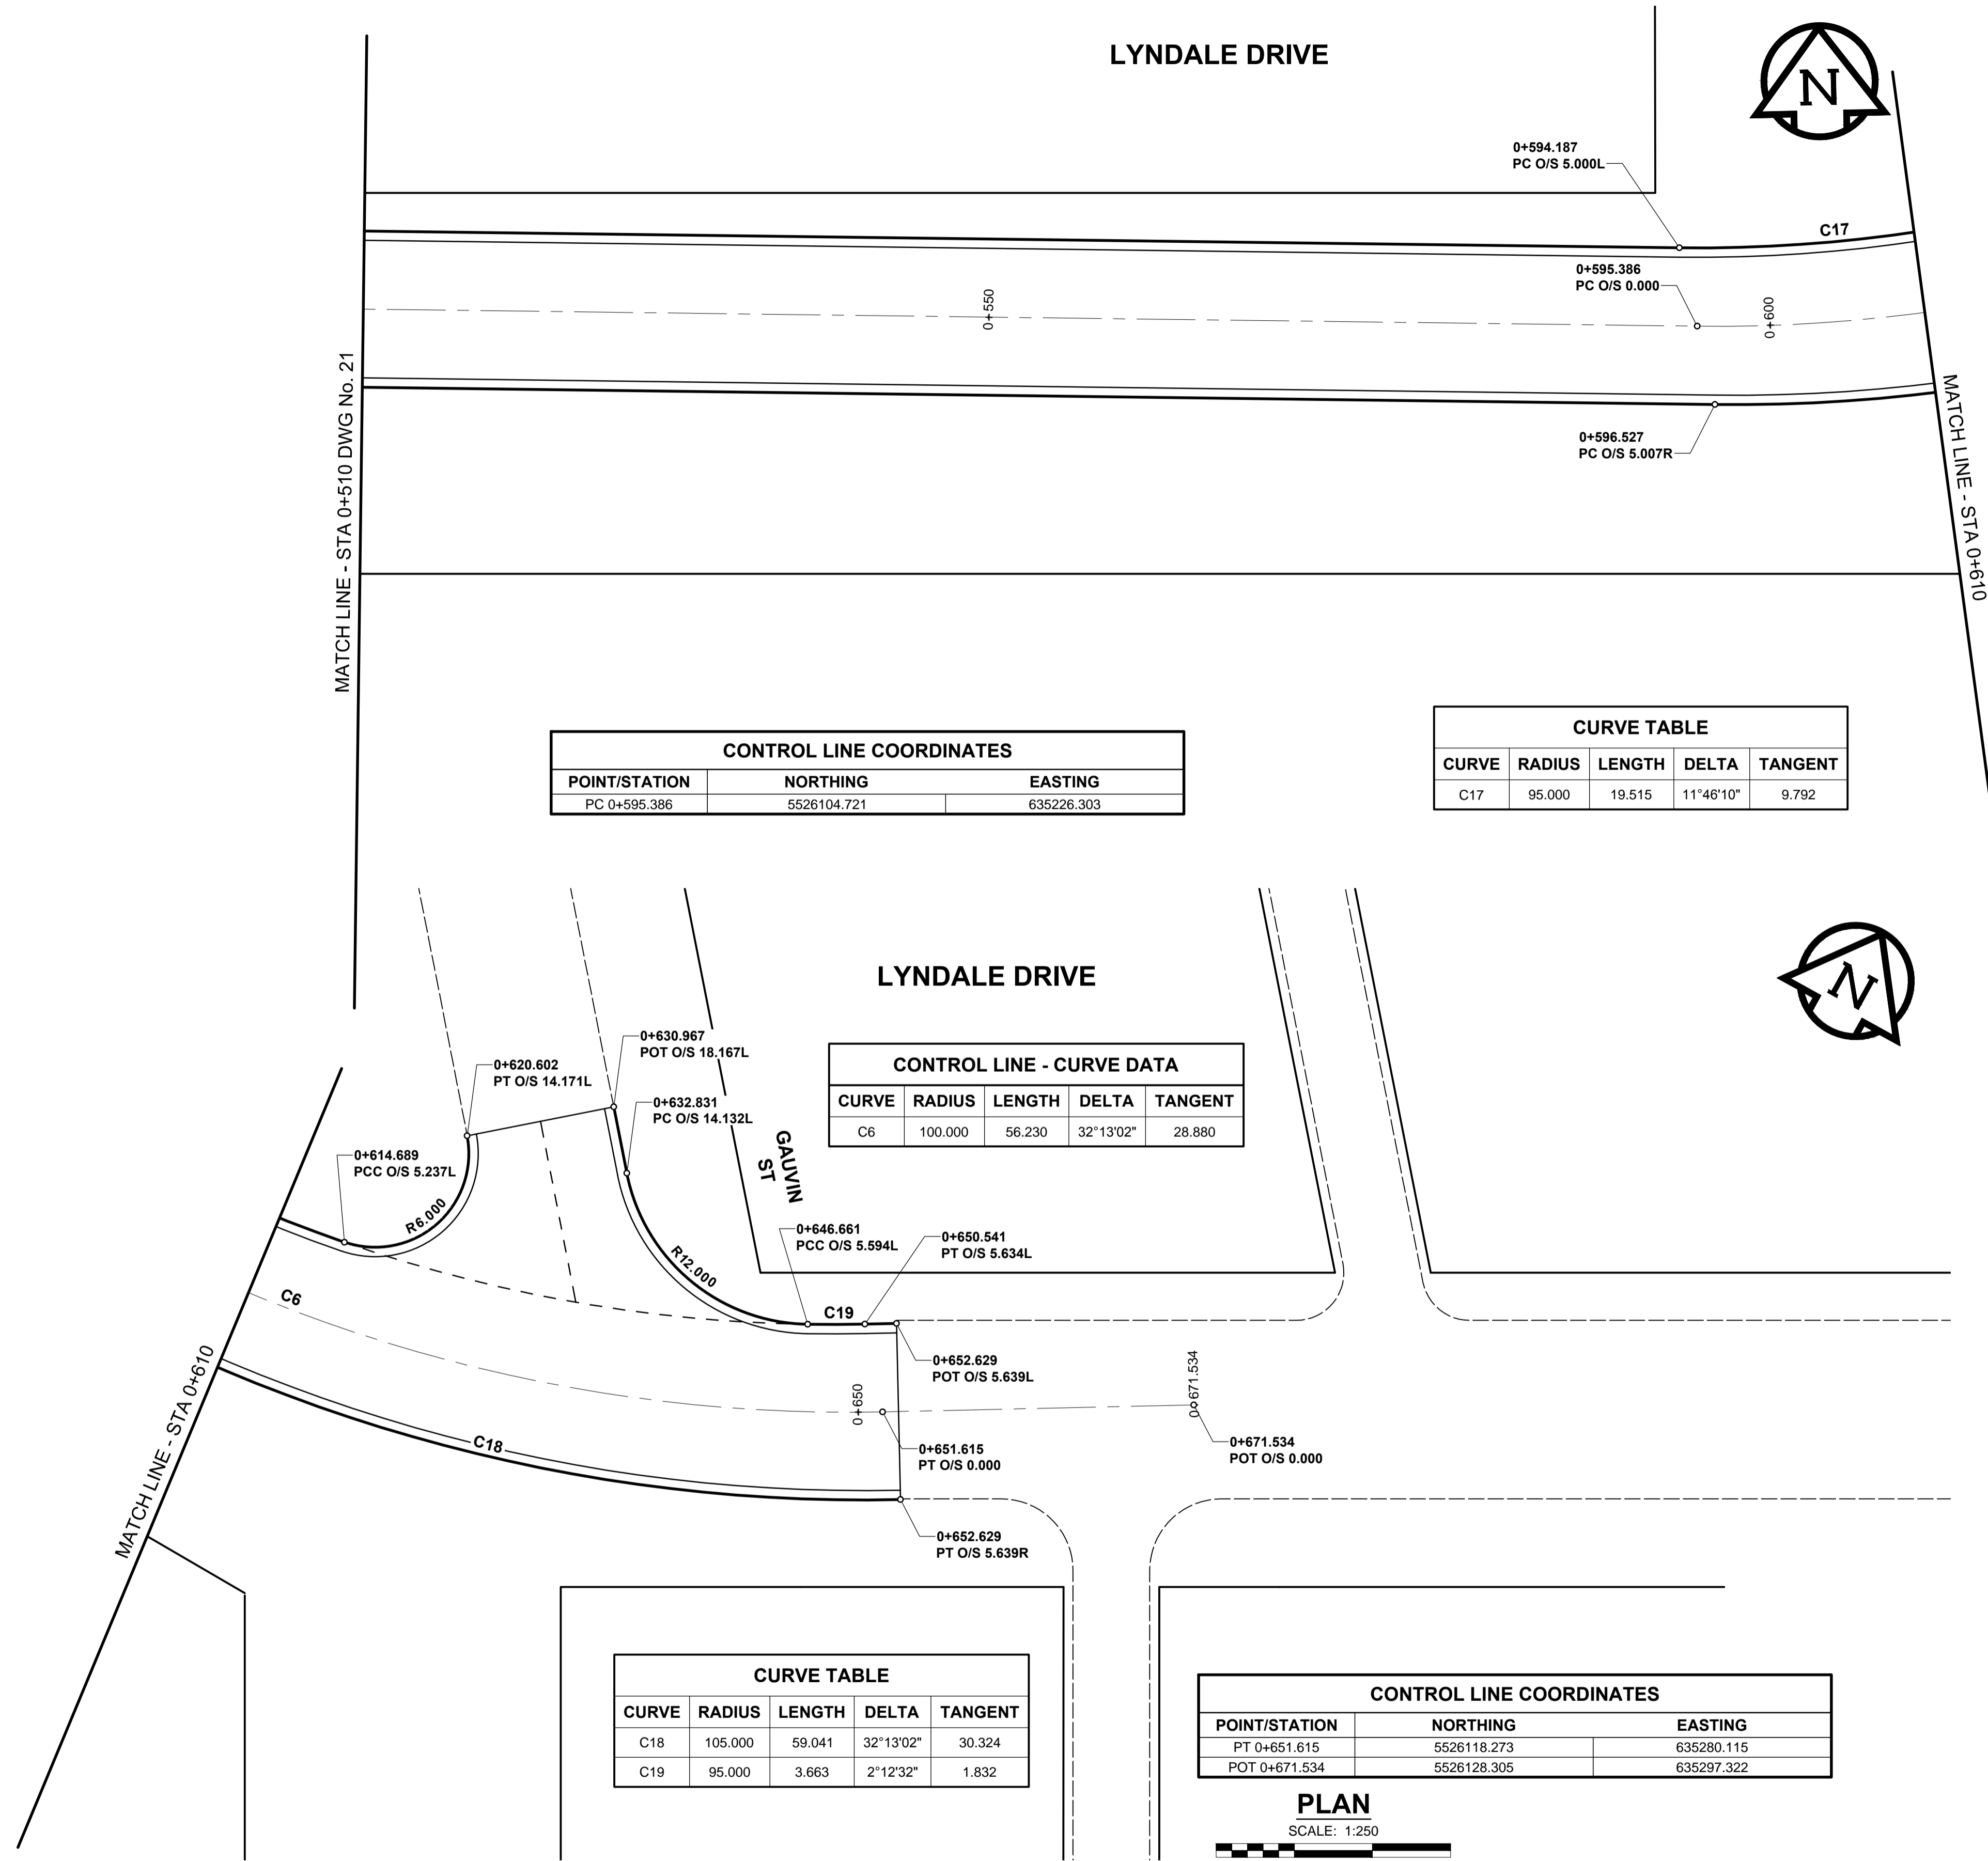 LYNDALE DRIVE
N
0+594.187
PC O/S 5.000L
C17
0+595.386
PC O/S 0.000
0+550
0+600
0+596.527
PC O/S 5.007R
MATCH LINE - STA 0+510 DWG No. 21
MATCH LINE - STA 0+610
CONTROL LINE COORDINATES
POINT/STATION NORTHING EASTING
PC 0+595.386 5526104.721 635226.303
CURVE TABLE
CURVE RADIUS LENGTH DELTA TANGENT
C17 95.000 19.515 11°46'10" 9.792
LYNDALE DRIVE
N
0+630.967
POT O/S 18.167L
0+620.602
PT O/S 14.171L
0+632.831
PC O/S 14.132L
CONTROL LINE - CURVE DATA
CURVE RADIUS LENGTH DELTA TANGENT
C6 100.000 56.230 32°13'02" 28.880
GAUVIN
ST
0+614.689
PCC O/S 5.237L
R6.000
R12.000
0+646.661
PCC O/S 5.594L
0+650.541
PT O/S 5.634L
C6
C19
0+652.629
POT O/S 5.639L
0+650
0+671.534
C18
0+651.615
PT O/S 0.000
0+671.534
POT O/S 0.000
MATCH LINE - STA 0+610
0+652.629
PT O/S 5.639R
CURVE TABLE
CURVE RADIUS LENGTH DELTA TANGENT
C18 105.000 59.041 32°13'02" 30.324
C19 95.000 3.663 2°12'32" 1.832
CONTROL LINE COORDINATES
POINT/STATION NORTHING EASTING
PT 0+651.615 5526118.273 635280.115
POT 0+671.534 5526128.305 635297.322
PLAN
SCALE: 1:250